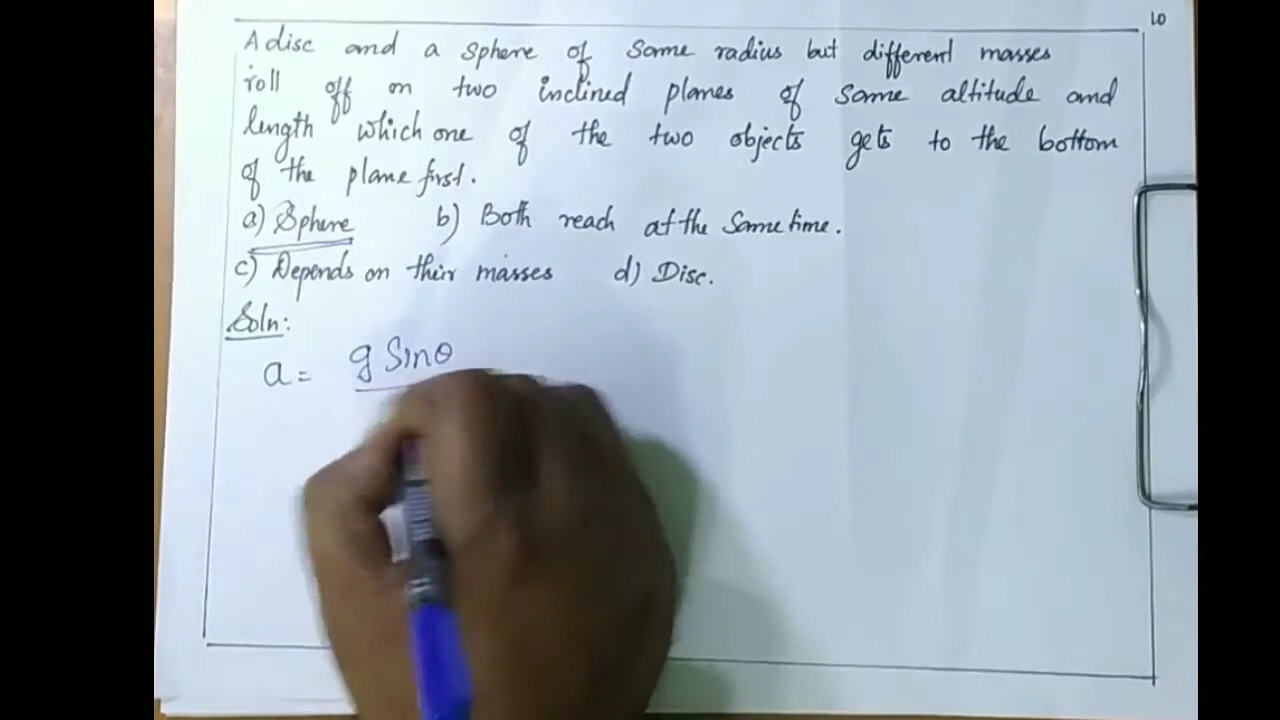 10
A disc and a sphere of same radius but different masses
roll off on two inclined planes of same altitude and
length which one of the two objects gets to the bottom
of the plane first.
a) Sphere b) Both reach at the same time.
c) Depends on their masses d) Disc.
Soln:
a = g Sinθ